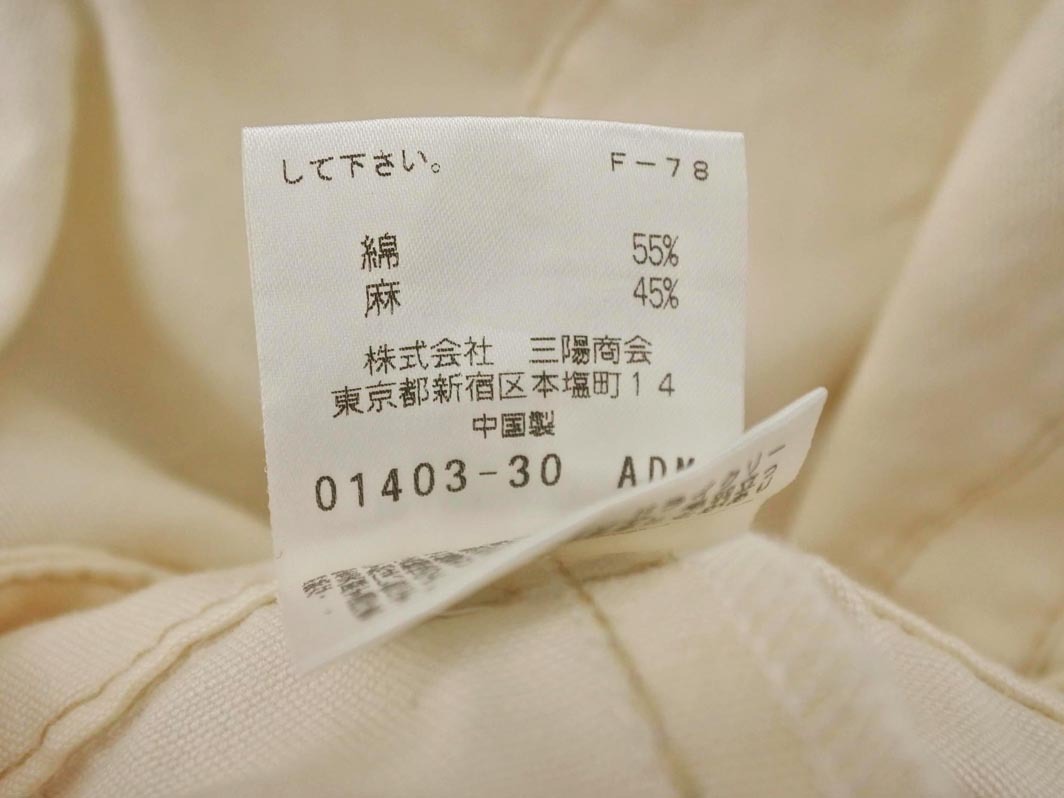 して下さい。 F－78
綿 55%
麻 45%
株式会社 三陽商会
東京都新宿区本塩町14
中国製
01403-30 ADM